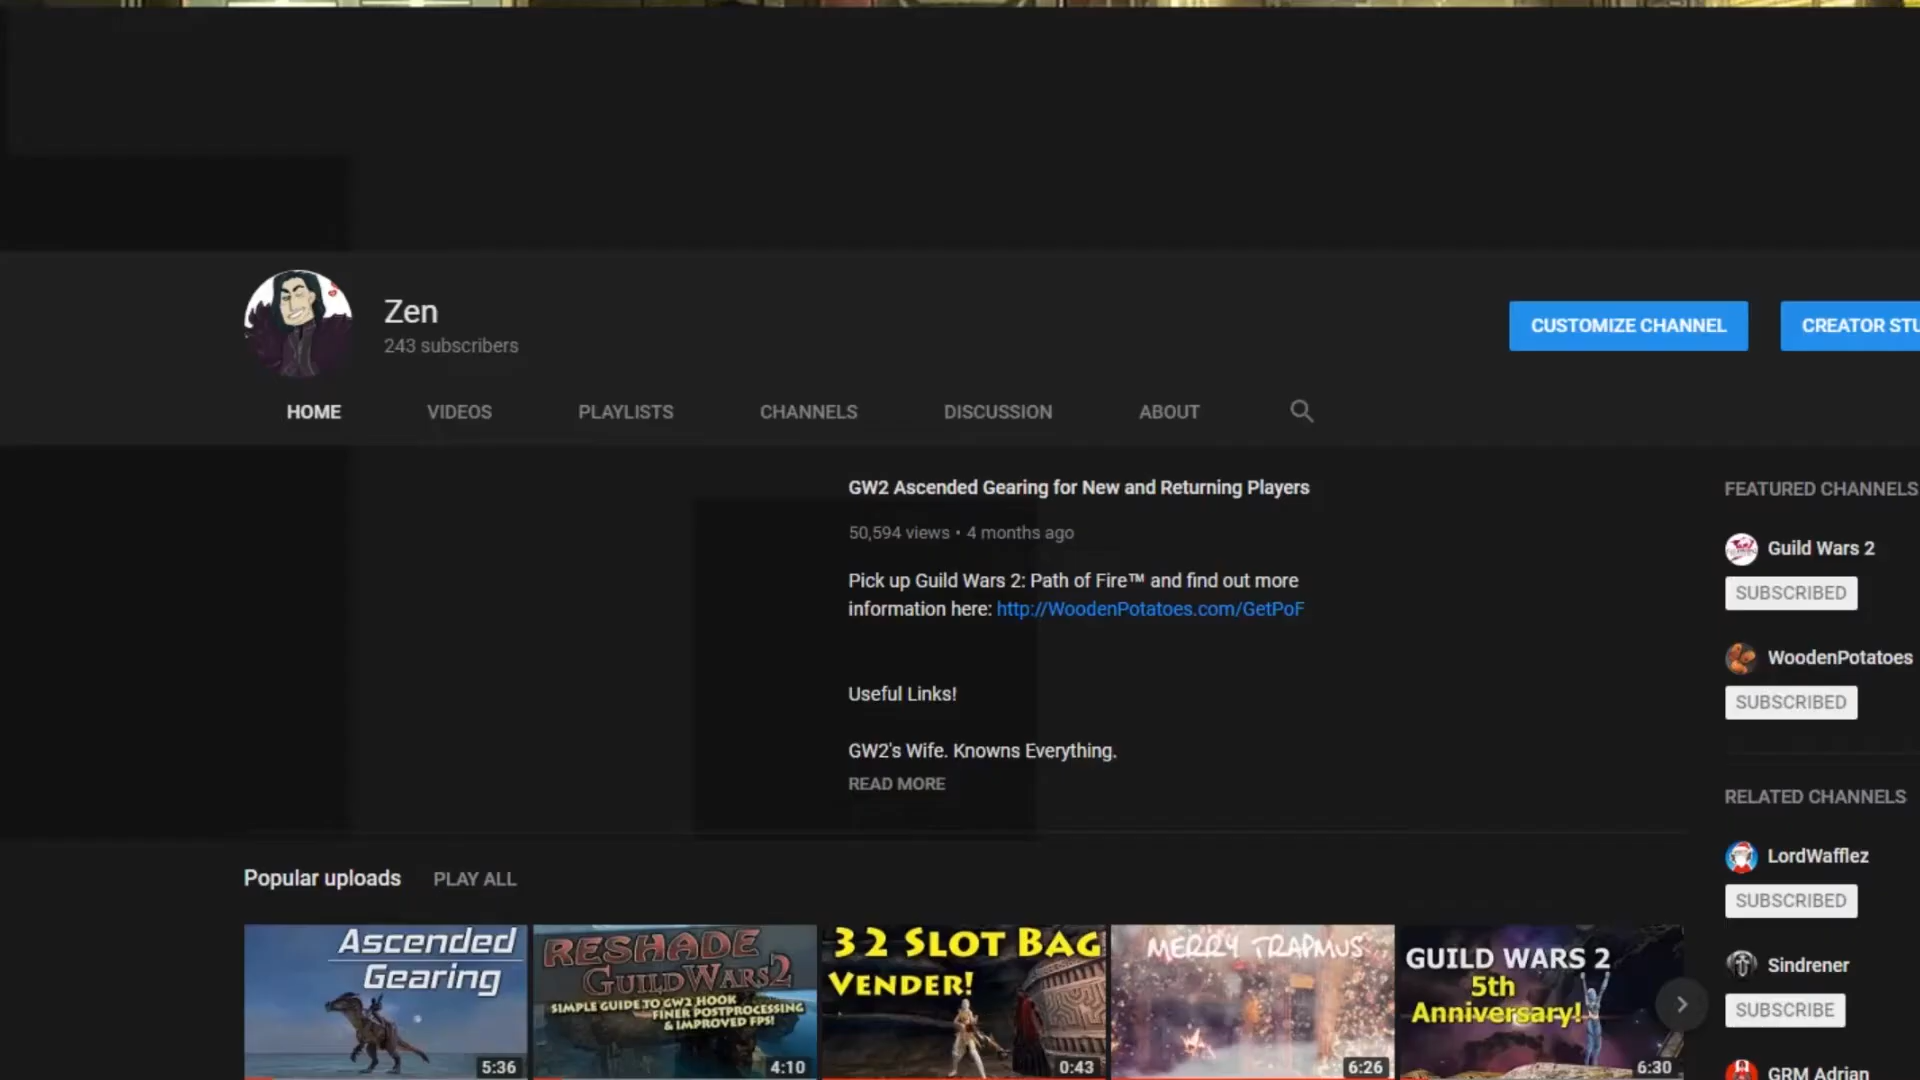 Zen
243 subscribers
CUSTOMIZE CHANNEL
CREATOR STU
HOME
VIDEOS
PLAYLISTS
CHANNELS
DISCUSSION
ABOUT
GW2 Ascended Gearing for New and Returning Players
50,594 views • 4 months ago
Pick up Guild Wars 2: Path of Fire™ and find out more
information here: http://WoodenPotatoes.com/GetPoF
Useful Links!
GW2's Wife. Knowns Everything.
READ MORE
FEATURED CHANNELS
Guild Wars 2
SUBSCRIBED
WoodenPotatoes
SUBSCRIBED
RELATED CHANNELS
LordWafflez
SUBSCRIBED
Sindrener
SUBSCRIBE
GRM Adrian
Popular uploads
PLAY ALL
Ascended
Gearing
5:36
RESHADE
GUILD WARS 2
SIMPLE GUIDE TO GW2 HOOK
FINER POSTPROCESSING
& IMPROVED FPS!
4:10
32 SLOT BAG
VENDER!
0:43
MERRY TRAPMUS
6:26
GUILD WARS 2
5th
Anniversary!
6:30